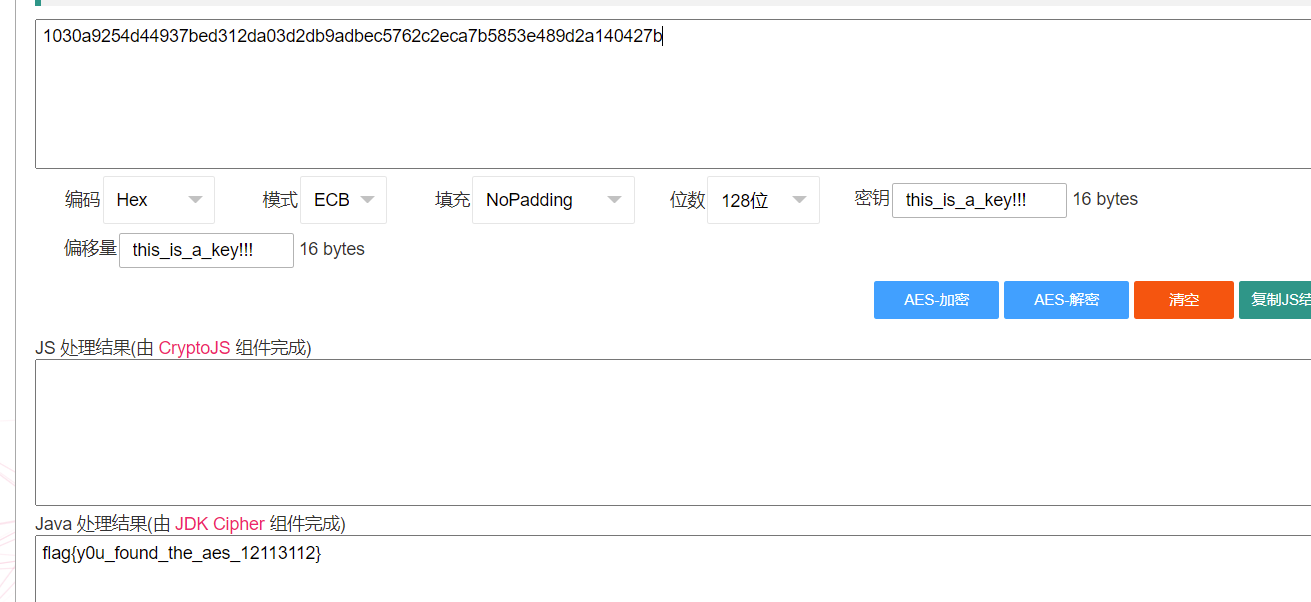 1030a9254d44937bed312da03d2db9adbec5762c2eca7b5853e489d2a140427b
编码 Hex 模式 ECB 填充 NoPadding 位数 128位 密钥 this_is_a_key!!! 16 bytes
偏移量 this_is_a_key!!! 16 bytes
AES-加密 AES-解密 清空 复制JS结
JS 处理结果(由 CryptoJS 组件完成)
Java 处理结果(由 JDK Cipher 组件完成)
flag{y0u_found_the_aes_12113112}